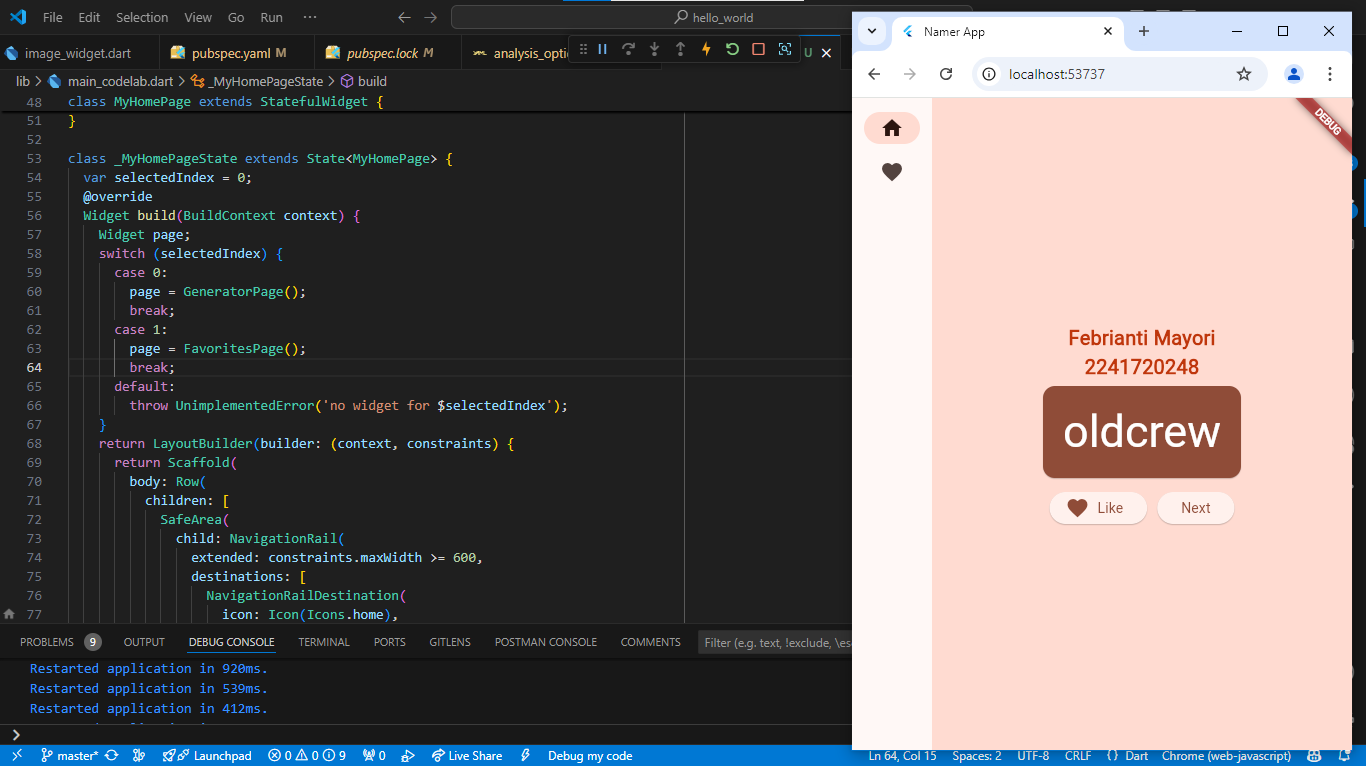 File Edit Selection View Go Run ···
hello_world
image_widget.dart
pubspec.yaml M
pubspec.lock M
analysis_opti
U
lib > main_codelab.dart > _MyHomePageState > build
48 class MyHomePage extends StatefulWidget {
51 }
52
53 class _MyHomePageState extends State<MyHomePage> {
54 var selectedIndex = 0;
55 @override
56 Widget build(BuildContext context) {
57 Widget page;
58 switch (selectedIndex) {
59 case 0:
60 page = GeneratorPage();
61 break;
62 case 1:
63 page = FavoritesPage();
64 break;
65 default:
66 throw UnimplementedError('no widget for $selectedIndex');
67 }
68 return LayoutBuilder(builder: (context, constraints) {
69 return Scaffold(
70 body: Row(
71 children: [
72 SafeArea(
73 child: NavigationRail(
74 extended: constraints.maxWidth >= 600,
75 destinations: [
76 NavigationRailDestination(
77 icon: Icon(Icons.home),
PROBLEMS 9 OUTPUT DEBUG CONSOLE TERMINAL PORTS GITLENS POSTMAN CONSOLE COMMENTS Filter (e.g. text, !exclude, \es
Restarted application in 920ms.
Restarted application in 539ms.
Restarted application in 412ms.
master* Launchpad 0 0 9 0 Live Share Debug my code Ln 64, Col 15 Spaces: 2 UTF-8 CRLF {} Dart Chrome (web-javascript)
Namer App
localhost:53737
DEBUG
Febrianti Mayori
2241720248
oldcrew
Like
Next